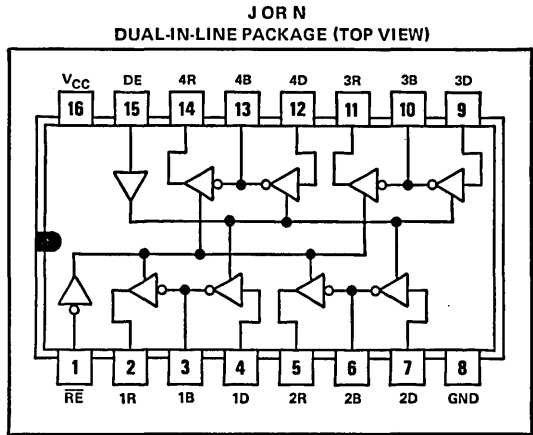 J OR N
DUAL-IN-LINE PACKAGE (TOP VIEW)
VCC DE 4R 4B 4D 3R 3B 3D
16 15 14 13 12 11 10 9
1 2 3 4 5 6 7 8
R̅E̅ 1R 1B 1D 2R 2B 2D GND